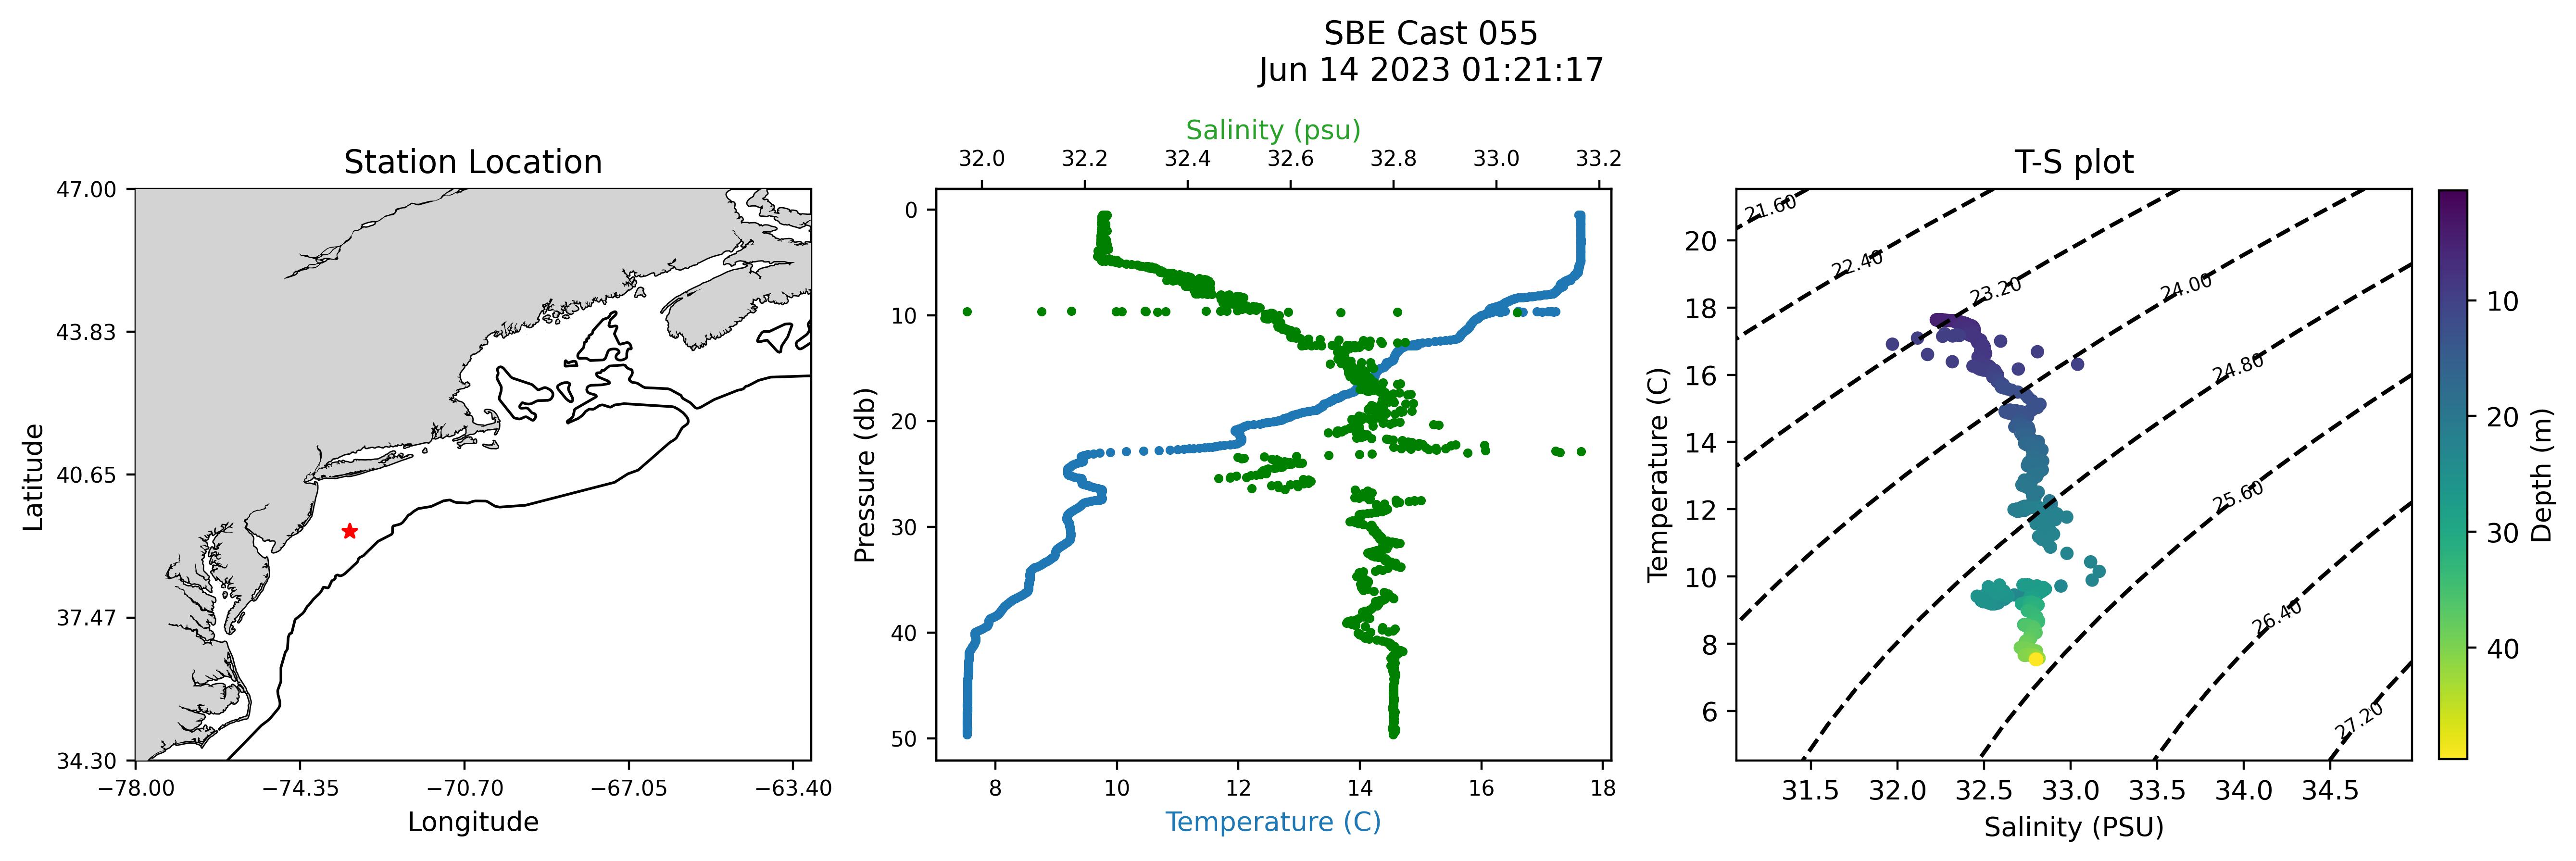 SBE Cast 055
Jun 14 2023 01:21:17
Station Location
47.00
43.83
40.65
37.47
34.30
Latitude
−78.00 −74.35 −70.70 −67.05 −63.40
Longitude
Salinity (psu)
32.0 32.2 32.4 32.6 32.8 33.0 33.2
0
10
20
30
40
50
Pressure (db)
8 10 12 14 16 18
Temperature (C)
T-S plot
21.60
22.40
23.20
24.00
24.80
25.60
26.40
27.20
20
18
16
14
12
10
8
6
Temperature (C)
31.5 32.0 32.5 33.0 33.5 34.0 34.5
Salinity (PSU)
10
20
30
40
Depth (m)